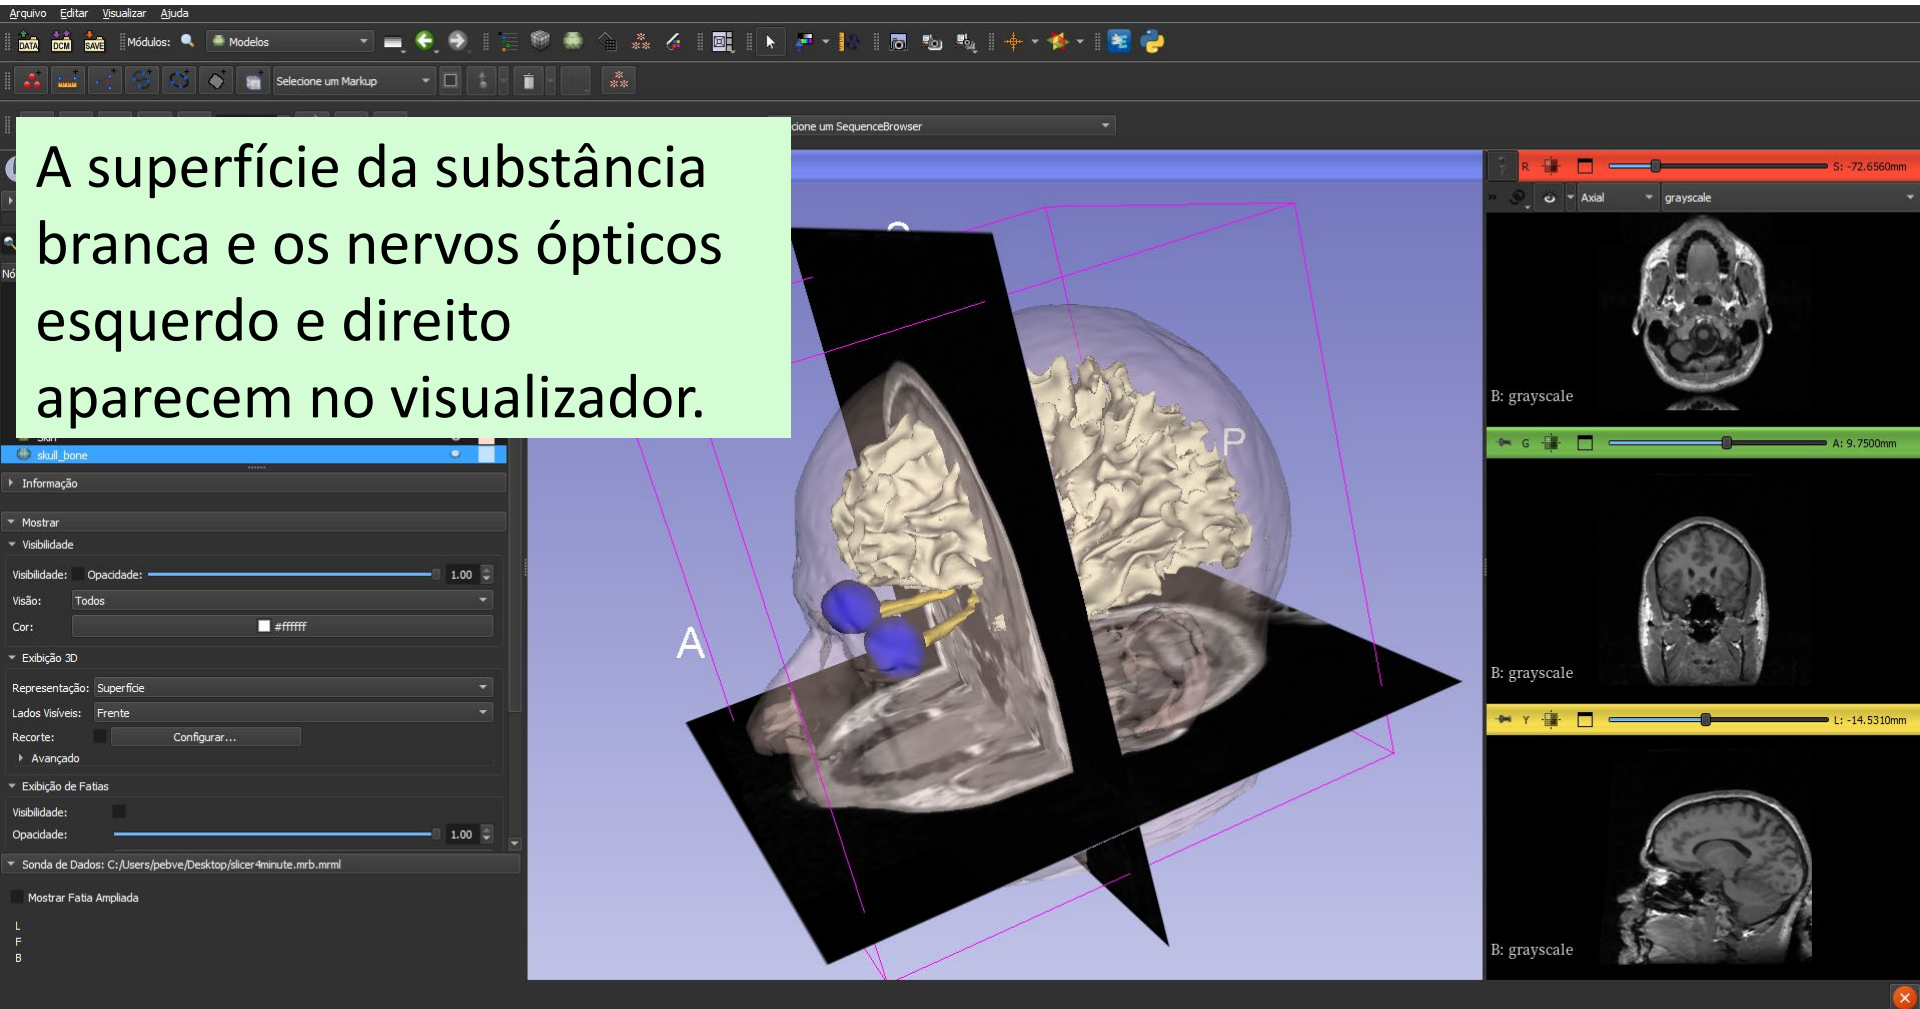 Arquivo Editar Visualizar Ajuda
DATA DCM SAVE Módulos: Modelos
Selecione um Markup
cione um SequenceBrowser
A superfície da substância
branca e os nervos ópticos
esquerdo e direito
aparecem no visualizador.
Nó
skull_bone
Informação
Mostrar
Visibilidade
Visibilidade: Opacidade: 1.00
Visão: Todos
Cor: #ffffff
Exibição 3D
Representação: Superfície
Lados Visíveis: Frente
Recorte: Configurar...
Avançado
Exibição de Fatias
Visibilidade:
Opacidade: 1.00
Sonda de Dados: C:/Users/pebve/Desktop/slicer4minute.mrb.mrml
Mostrar Fatia Ampliada
L
F
B
A
P
R S: -72.6560mm
Axial grayscale
B: grayscale
G A: 9.7500mm
B: grayscale
Y L: -14.5310mm
B: grayscale